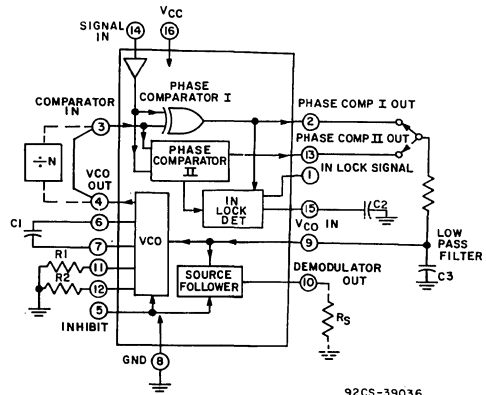 SIGNAL IN
VCC
14
16
PHASE COMPARATOR I
COMPARATOR IN
3
2
PHASE COMP I OUT
PHASE COMP II OUT
13
÷N
PHASE COMPARATOR II
1
IN LOCK SIGNAL
VCO OUT
4
IN LOCK DET
15
C2
C1
6
VCO
VCO IN
9
7
LOW PASS FILTER
R1
11
SOURCE FOLLOWER
DEMODULATOR OUT
10
C3
R2
12
5
INHIBIT
RS
GND
8
92CS-39036